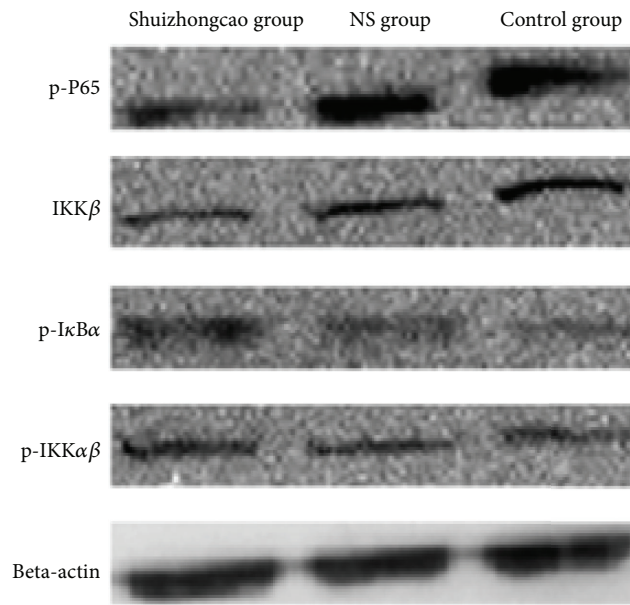 Shuizhongcao group NS group Control group
p-P65
IKKβ
p-IκBα
p-IKKαβ
Beta-actin